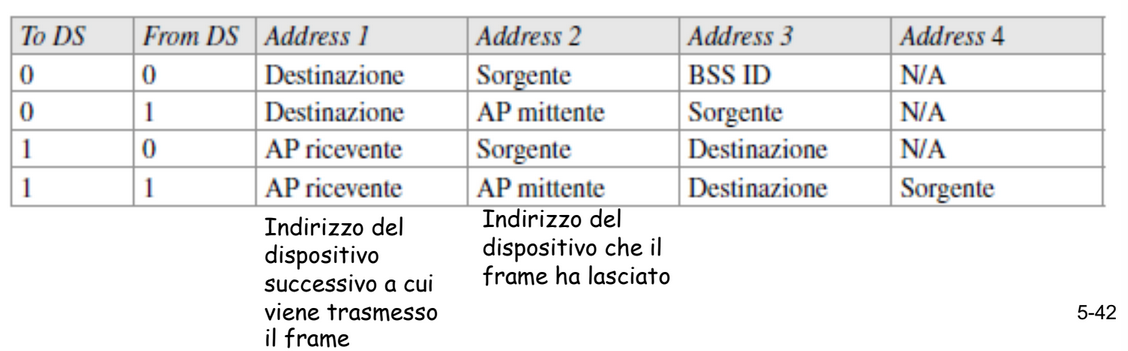 To DS From DS Address 1 Address 2 Address 3 Address 4
0 0 Destinazione Sorgente BSS ID N/A
0 1 Destinazione AP mittente Sorgente N/A
1 0 AP ricevente Sorgente Destinazione N/A
1 1 AP ricevente AP mittente Destinazione Sorgente
Indirizzo del
dispositivo
successivo a cui
viene trasmesso
il frame
Indirizzo del
dispositivo che il
frame ha lasciato
5-42